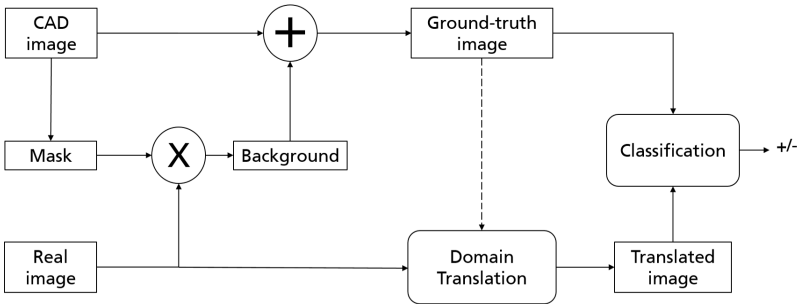 CAD
image
+
Ground-truth
image
Mask
X
Background
Classification
+/-
Real
image
Domain
Translation
Translated
image